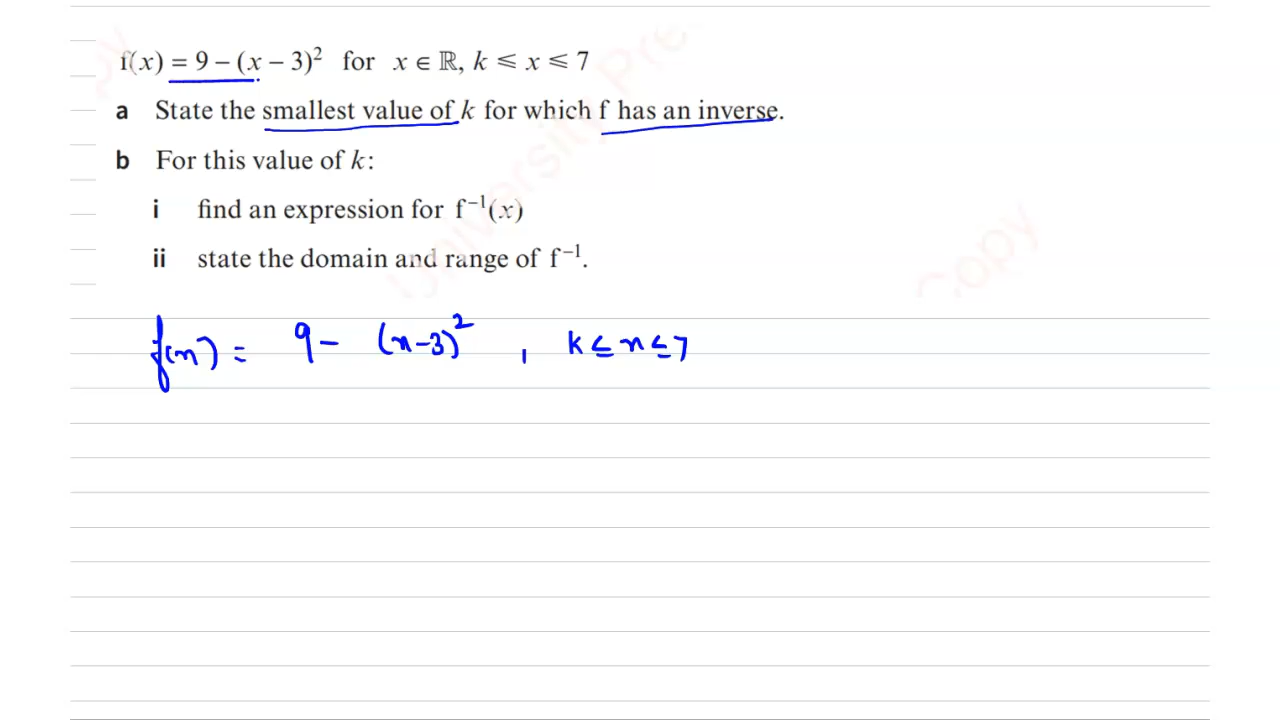 f(x) = 9 − (x − 3)² for x ∈ ℝ, k ⩽ x ⩽ 7
a State the smallest value of k for which f has an inverse.
b For this value of k:
i find an expression for f⁻¹(x)
ii state the domain and range of f⁻¹.
f(x) = 9 − (x−3)² , k ≤ x ≤ 7